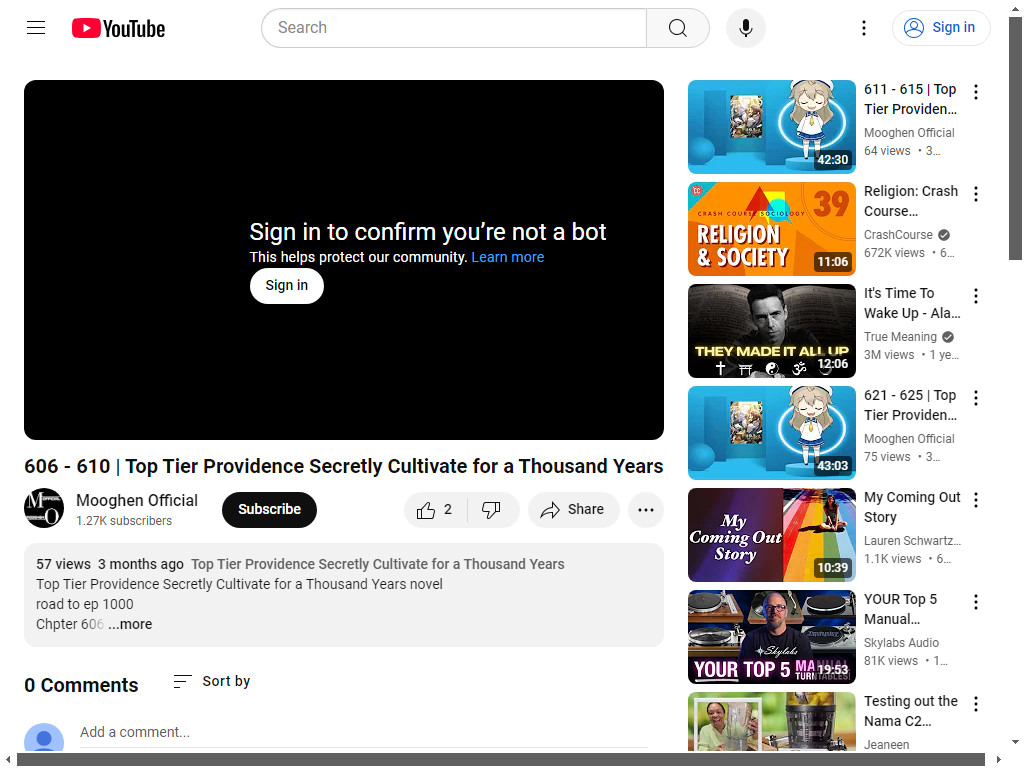 YouTube
Search
Sign in
Sign in to confirm you're not a bot
This helps protect our community. Learn more
Sign in
606 - 610 | Top Tier Providence Secretly Cultivate for a Thousand Years
Mooghen Official
1.27K subscribers
Subscribe
2
Share
57 views 3 months ago Top Tier Providence Secretly Cultivate for a Thousand Years
Top Tier Providence Secretly Cultivate for a Thousand Years novel
road to ep 1000
Chpter 606 ...more
0 Comments
Sort by
Add a comment...
42:30
611 - 615 | Top
Tier Providen...
Mooghen Official
64 views • 3...
CRASH COURSE SOCIOLOGY
39
RELIGION
& SOCIETY
11:06
Religion: Crash
Course...
CrashCourse
672K views • 6...
THEY MADE IT ALL UP
12:06
It's Time To
Wake Up - Ala...
True Meaning
3M views • 1 ye...
43:03
621 - 625 | Top
Tier Providen...
Mooghen Official
75 views • 3...
My
Coming Out
Story
10:39
My Coming Out
Story
Lauren Schwartz...
1.1K views • 6...
Skylabs
YOUR TOP 5 MANUAL
TURNTABLES!
19:53
YOUR Top 5
Manual...
Skylabs Audio
81K views • 1...
Testing out the
Nama C2...
Jeaneen